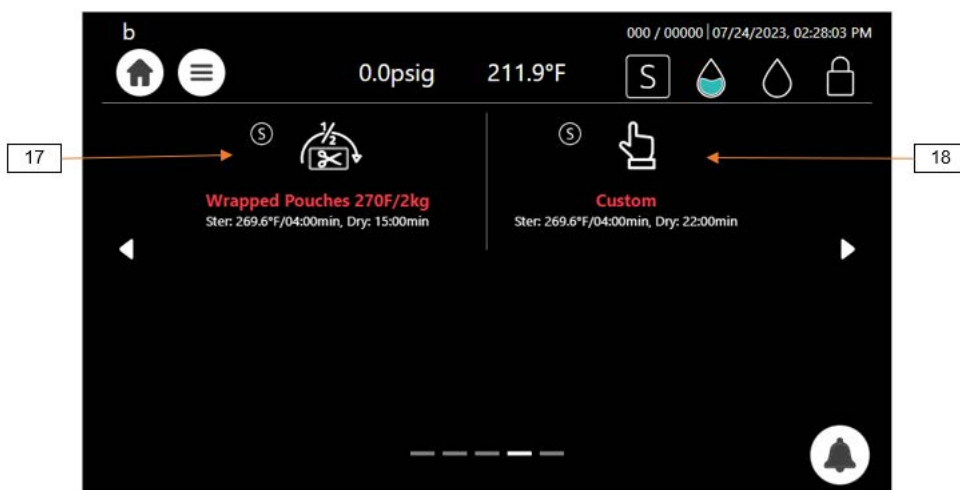 b
000 / 00000 | 07/24/2023, 02:28:03 PM
0.0psig 211.9°F S
17
S 1/2
Wrapped Pouches 270F/2kg
Ster: 269.6°F/04:00min, Dry: 15:00min
S
Custom
Ster: 269.6°F/04:00min, Dry: 22:00min
18